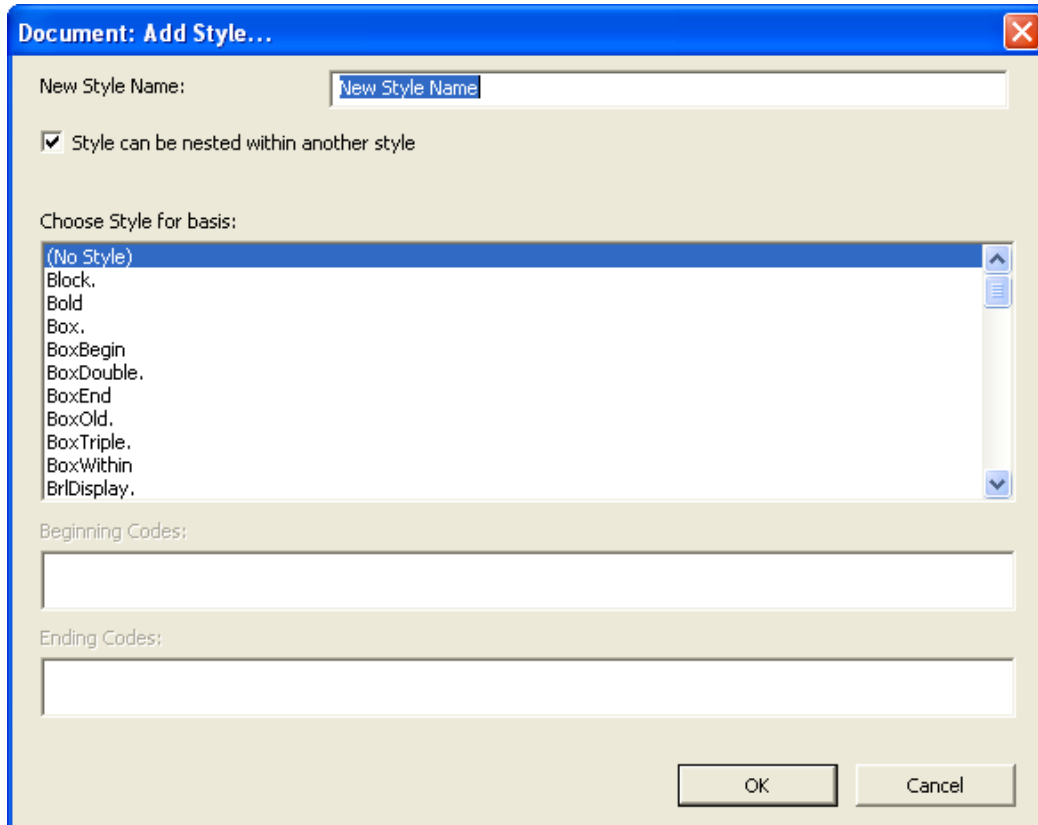 Document: Add Style...
New Style Name: New Style Name
Style can be nested within another style
Choose Style for basis:
(No Style)
Block.
Bold
Box.
BoxBegin
BoxDouble.
BoxEnd
BoxOld.
BoxTriple.
BoxWithin
BrlDisplay.
Beginning Codes:
Ending Codes:
OK Cancel